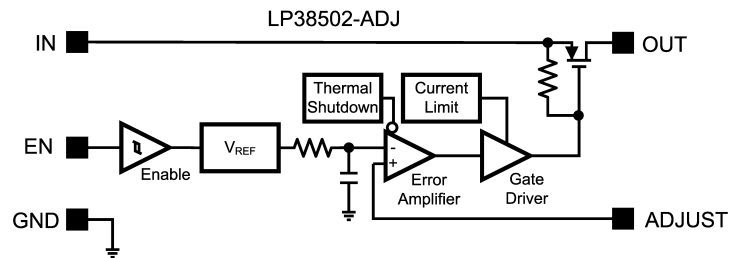 LP38502-ADJ
IN
OUT
Thermal
Shutdown
Current
Limit
EN
Enable
VREF
-
+
Error
Amplifier
Gate
Driver
GND
ADJUST